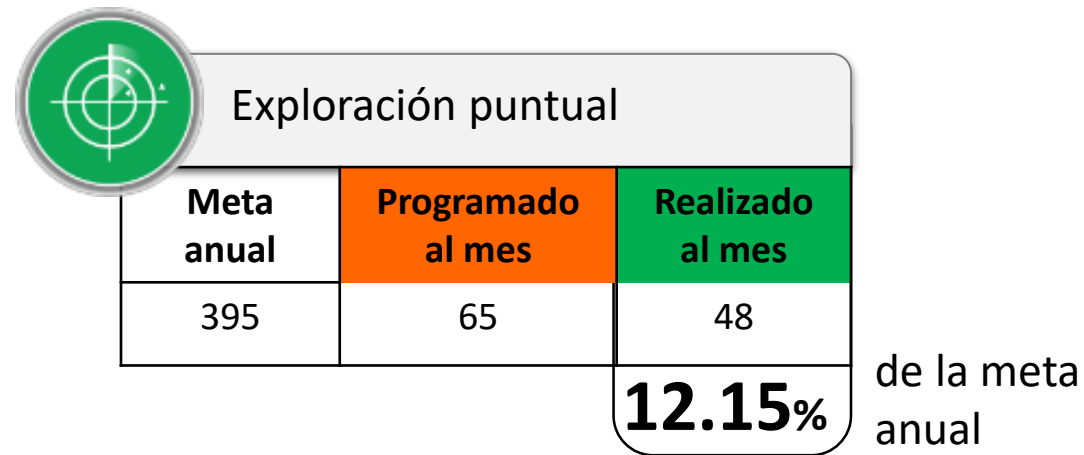 Exploración puntual
Meta anual
Programado al mes
Realizado al mes
395 65 48
12.15%
de la meta
anual